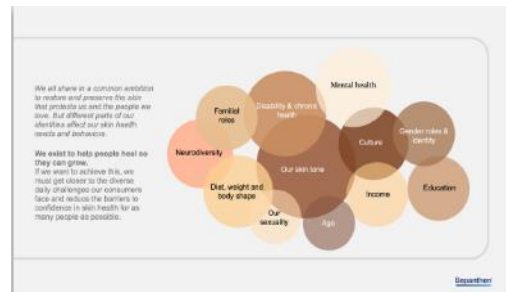 We all share in a common ambition
to restore and preserve the skin
that protects us and the people we
love. But different parts of our
identities affect our skin health
needs and behaviors.
We exist to help people heal so
they can grow.
If we want to achieve this, we
must get closer to the diverse
daily challenges our consumers
face and reduce the barriers to
confidence in skin health for as
many people as possible.
Mental health
Familial
roles
Disability & chronic
health
Culture
Gender roles &
identity
Neurodiversity
Our skin tone
Diet, weight and
body shape
Income
Education
Our
sexuality
Age
Bepanthen